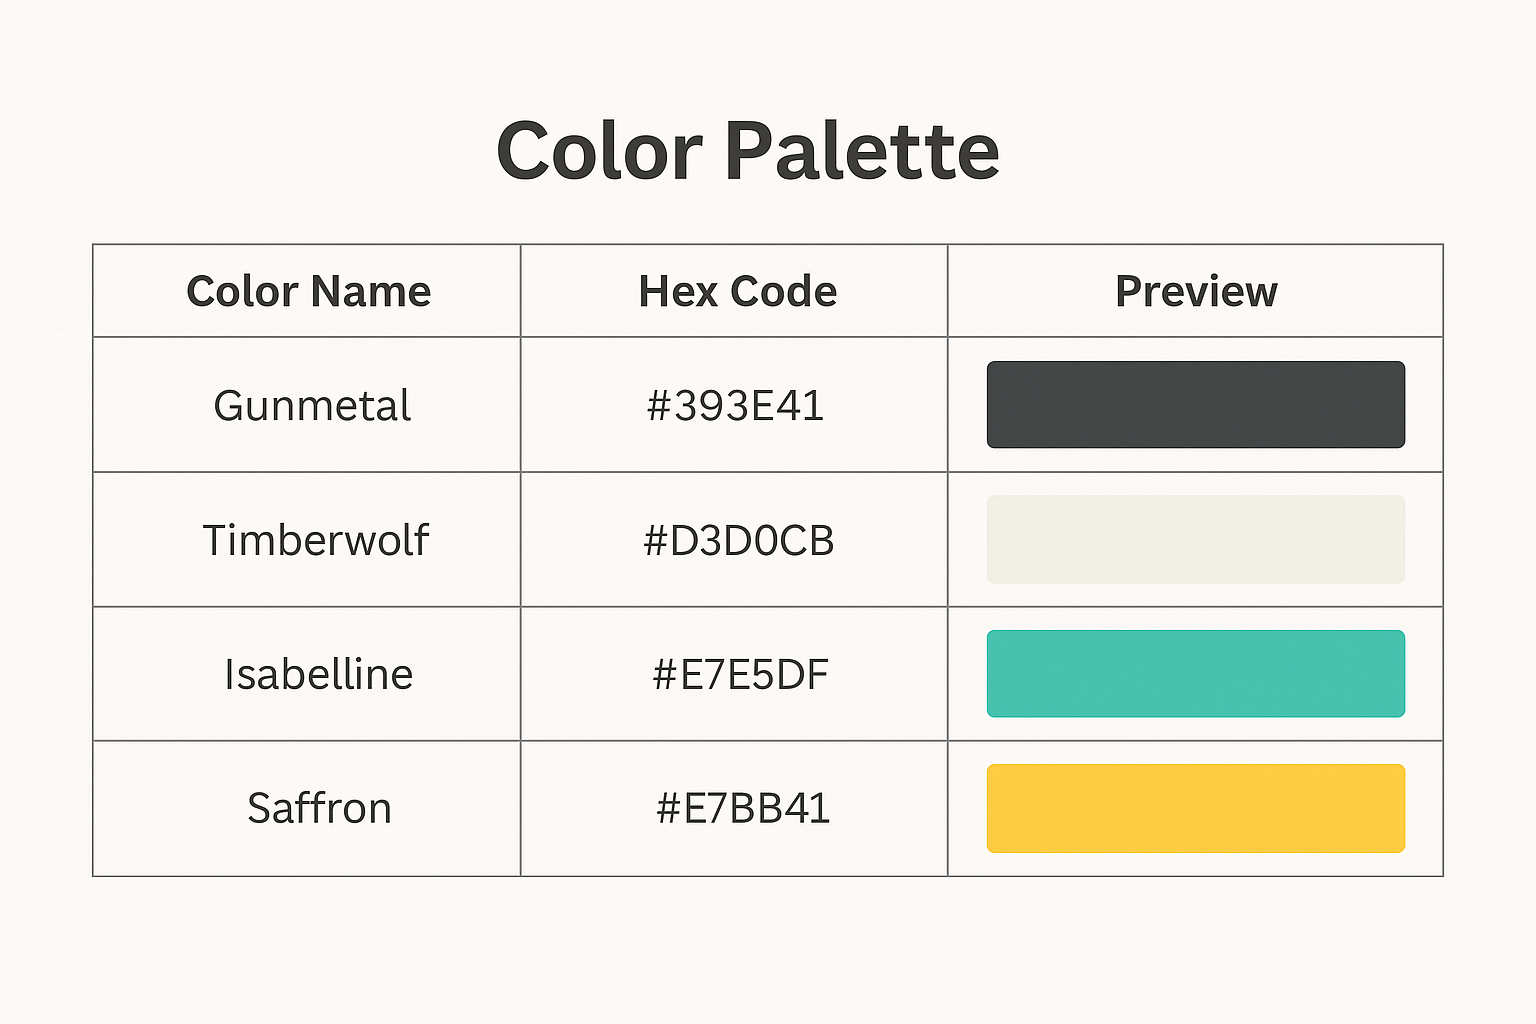 Color Palette
Color Name Hex Code Preview
Gunmetal #393E41
Timberwolf #D3D0CB
Isabelline #E7E5DF
Saffron #E7BB41